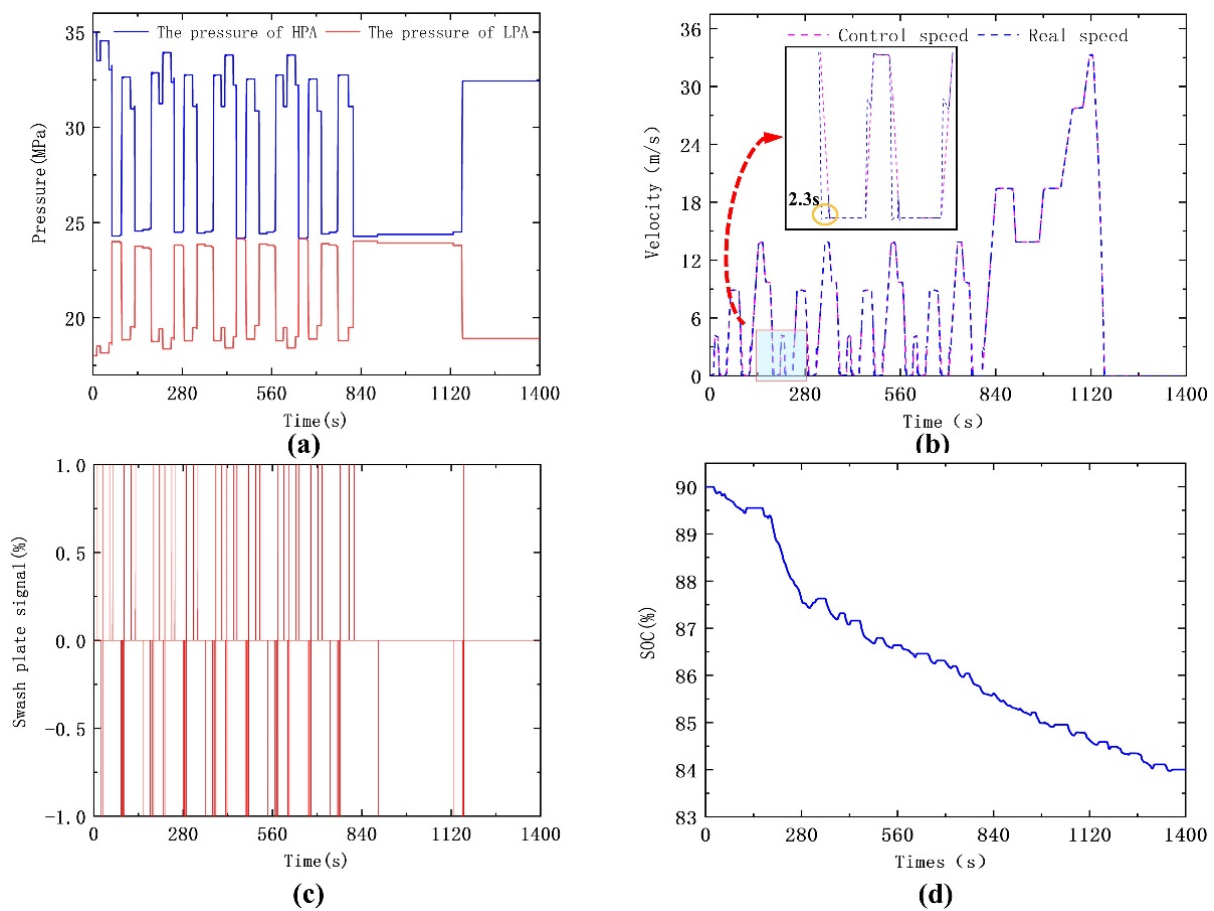 The pressure of HPA The pressure of LPA
35
30
25
20
Pressure(MPa)
0 280 560 840 1120 1400
Time(s)
(a)
Control speed Real speed
36
30
24
18
12
6
0
Velocity (m/s)
2.3s
0 280 560 840 1120 1400
Time (s)
(b)
1.0
0.5
0.0
-0.5
-1.0
Swash plate signal(%)
0 280 560 840 1120 1400
Time(s)
(c)
90
89
88
87
86
85
84
83
SOC(%)
0 280 560 840 1120 1400
Times (s)
(d)